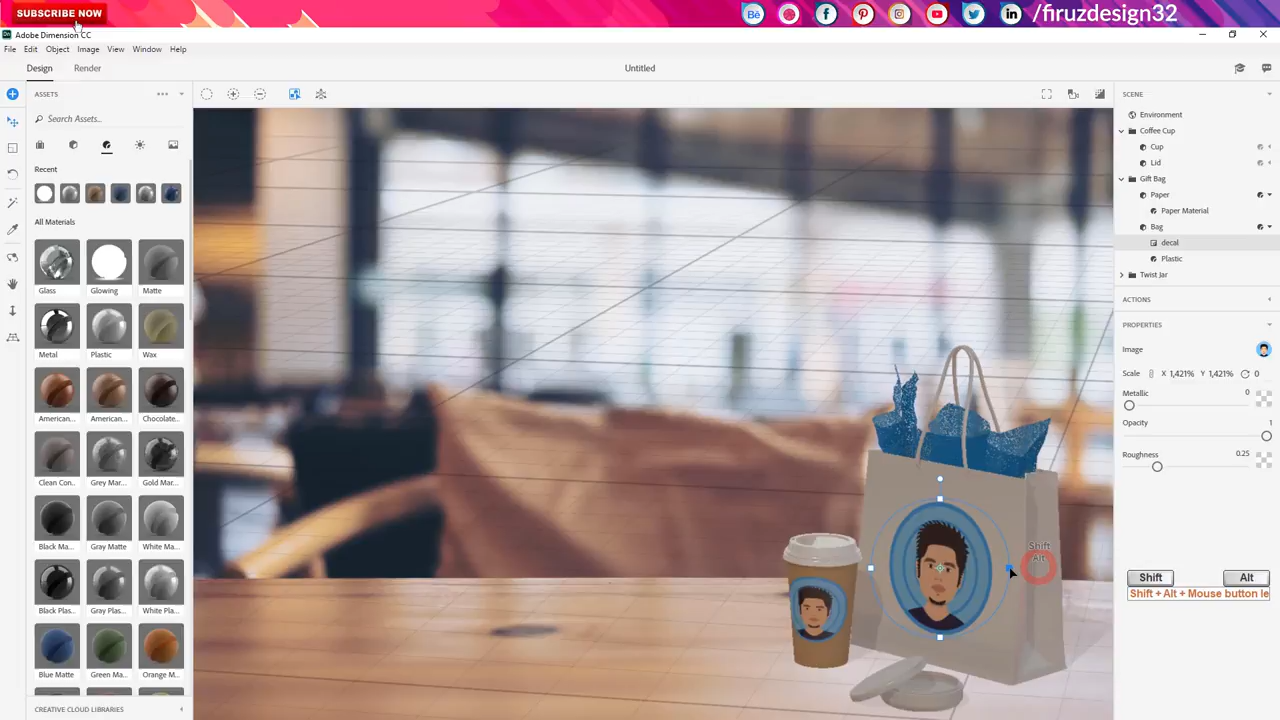 SUBSCRIBE NOW
/firuzdesign32
Adobe Dimension CC
File Edit Object Image View Window Help
Design Render
Untitled
ASSETS
Search Assets...
Recent
All Materials
Glass Glowing Matte
Metal Plastic Wax
American... American... Chocolate...
Clean Con... Grey Mar... Gold Mar...
Black Ma... Gray Matte White Ma...
Black Plas... Gray Plas... White Pla...
Blue Matte Green Ma... Orange M...
CREATIVE CLOUD LIBRARIES
SCENE
Environment
Coffee Cup
Cup
Lid
Gift Bag
Paper
Paper Material
Bag
decal
Plastic
Twist Jar
ACTIONS
PROPERTIES
Image
Scale X 1,421% Y 1,421% 0
Metallic 0
Opacity 1
Roughness 0.25
Shift
Alt
Shift Alt
Shift + Alt + Mouse button le